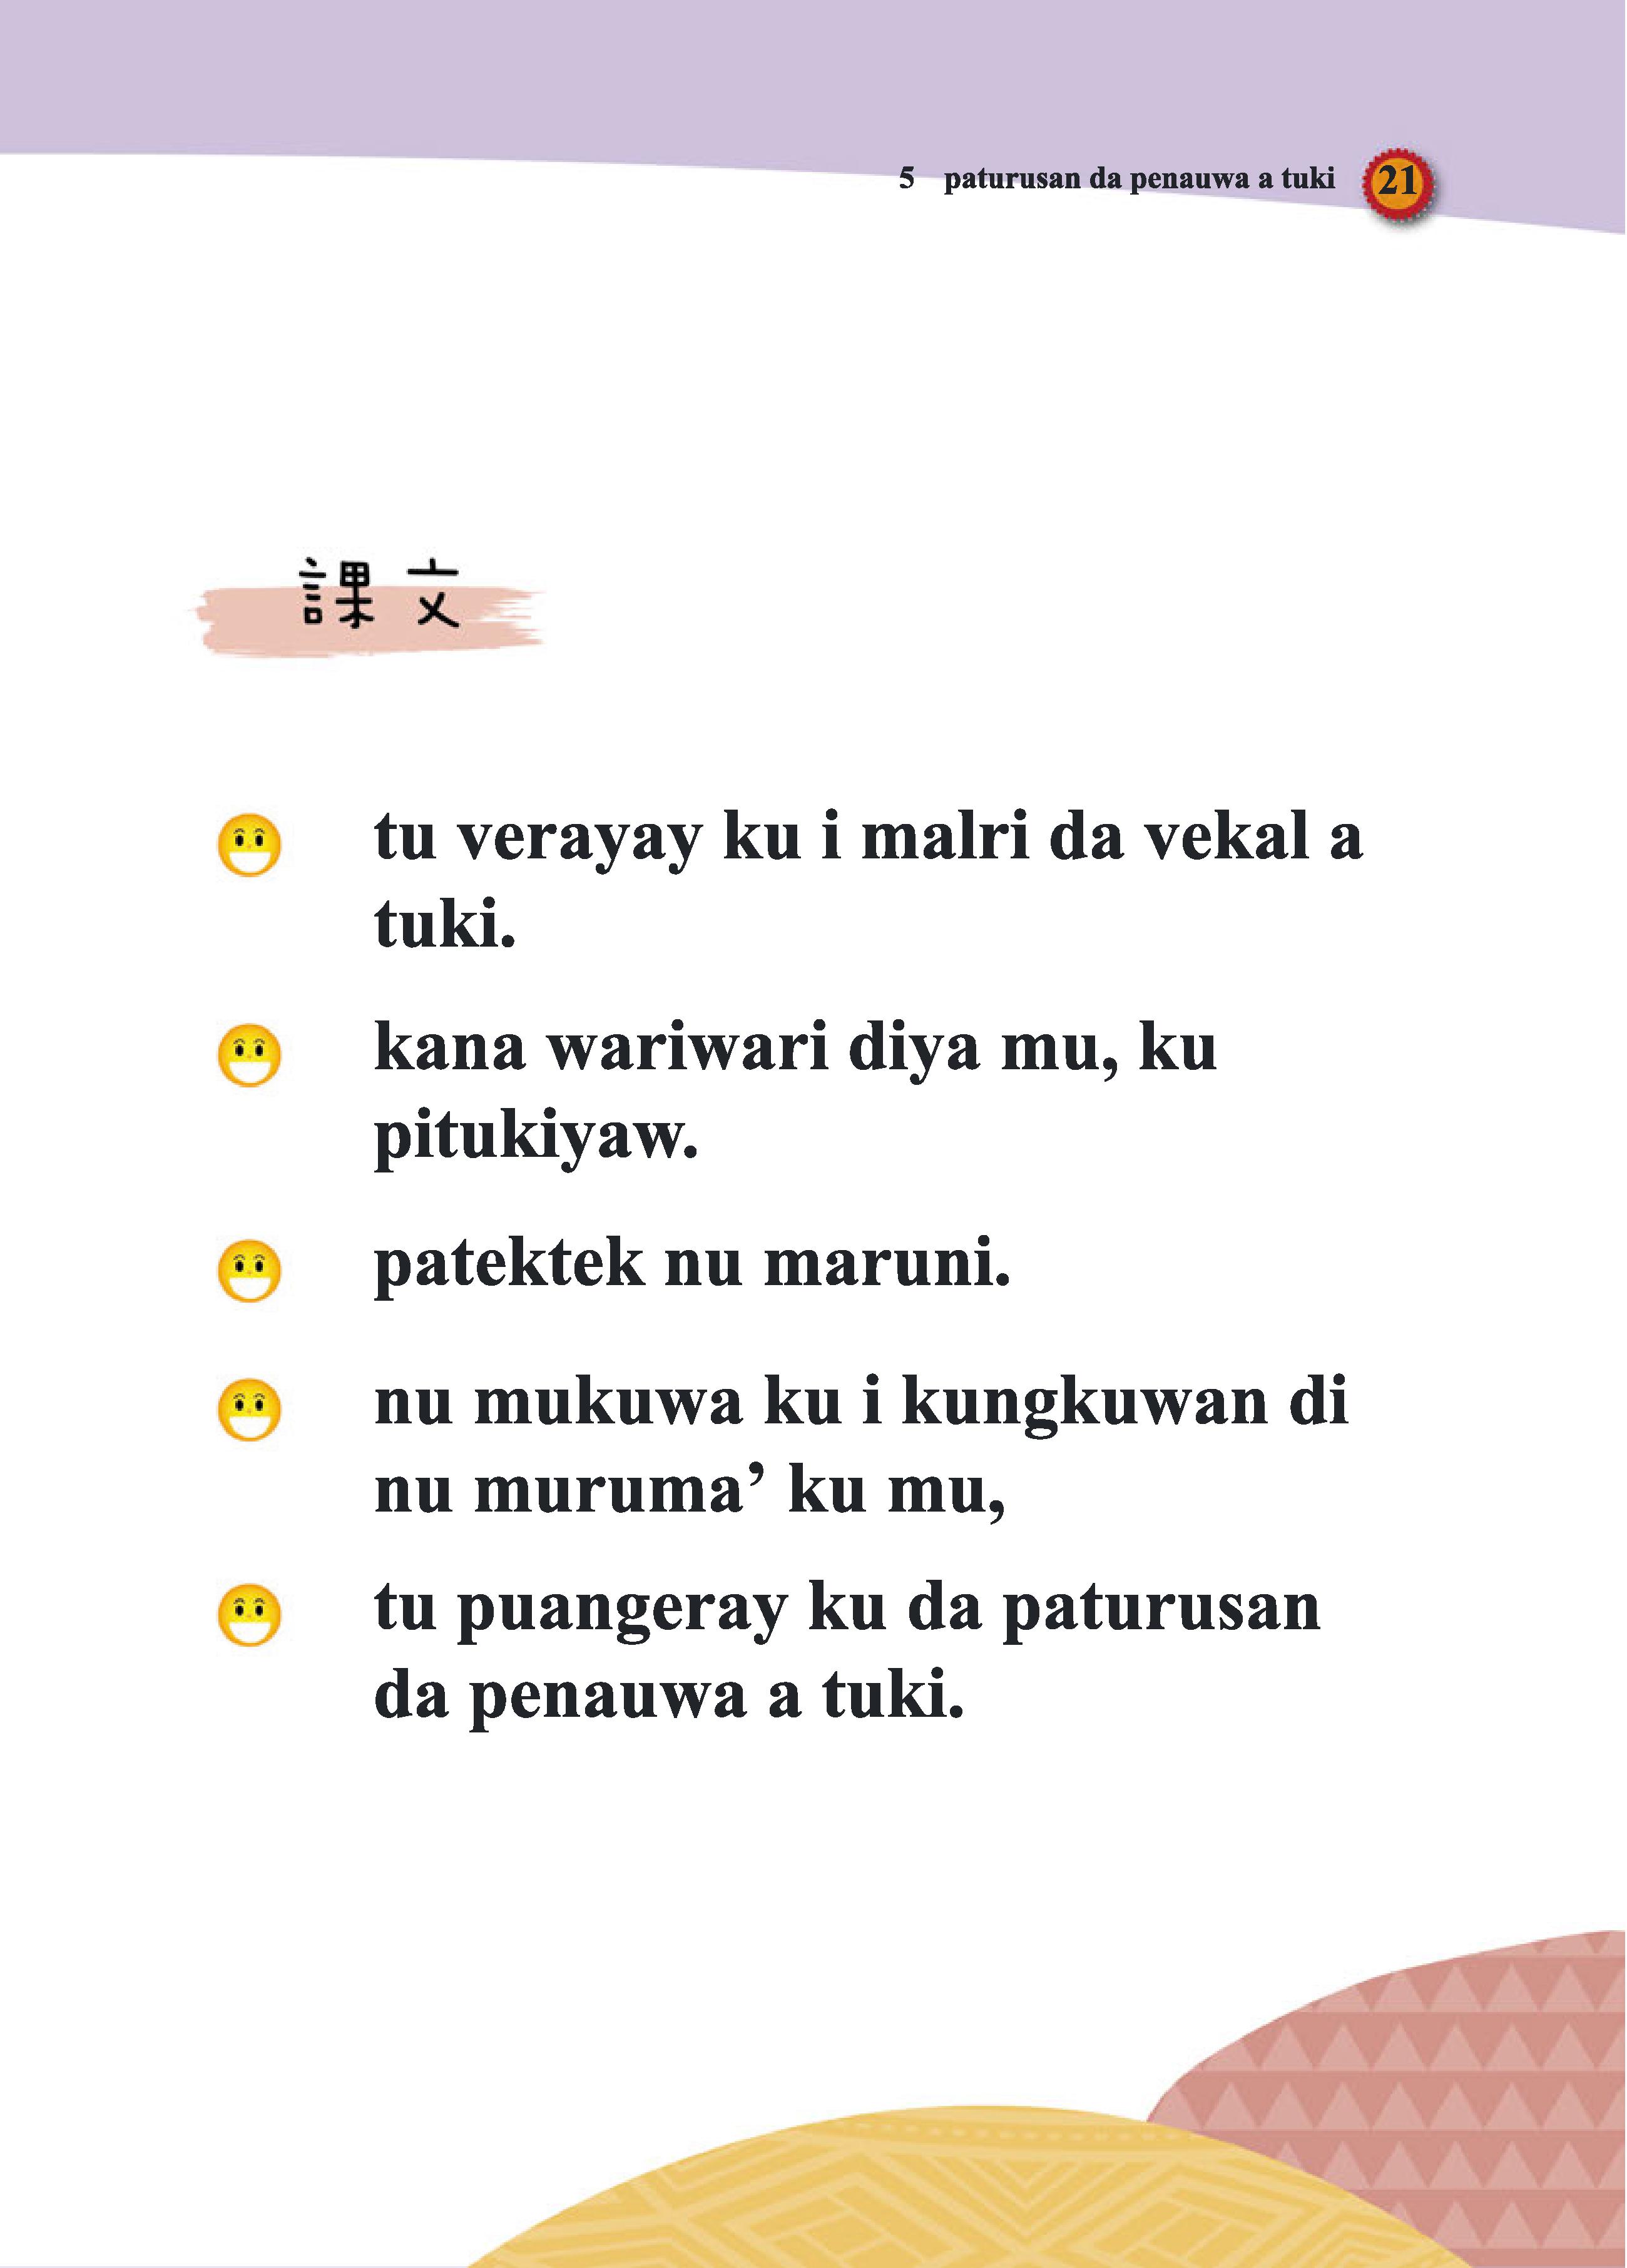 5 paturusan da penauwa a tuki 21
課文
tu verayay ku i malri da vekal a
tuki.
kana wariwari diya mu, ku
pitukiyaw.
patektek nu maruni.
nu mukuwa ku i kungkuwan di
nu muruma’ ku mu,
tu puangeray ku da paturusan
da penauwa a tuki.